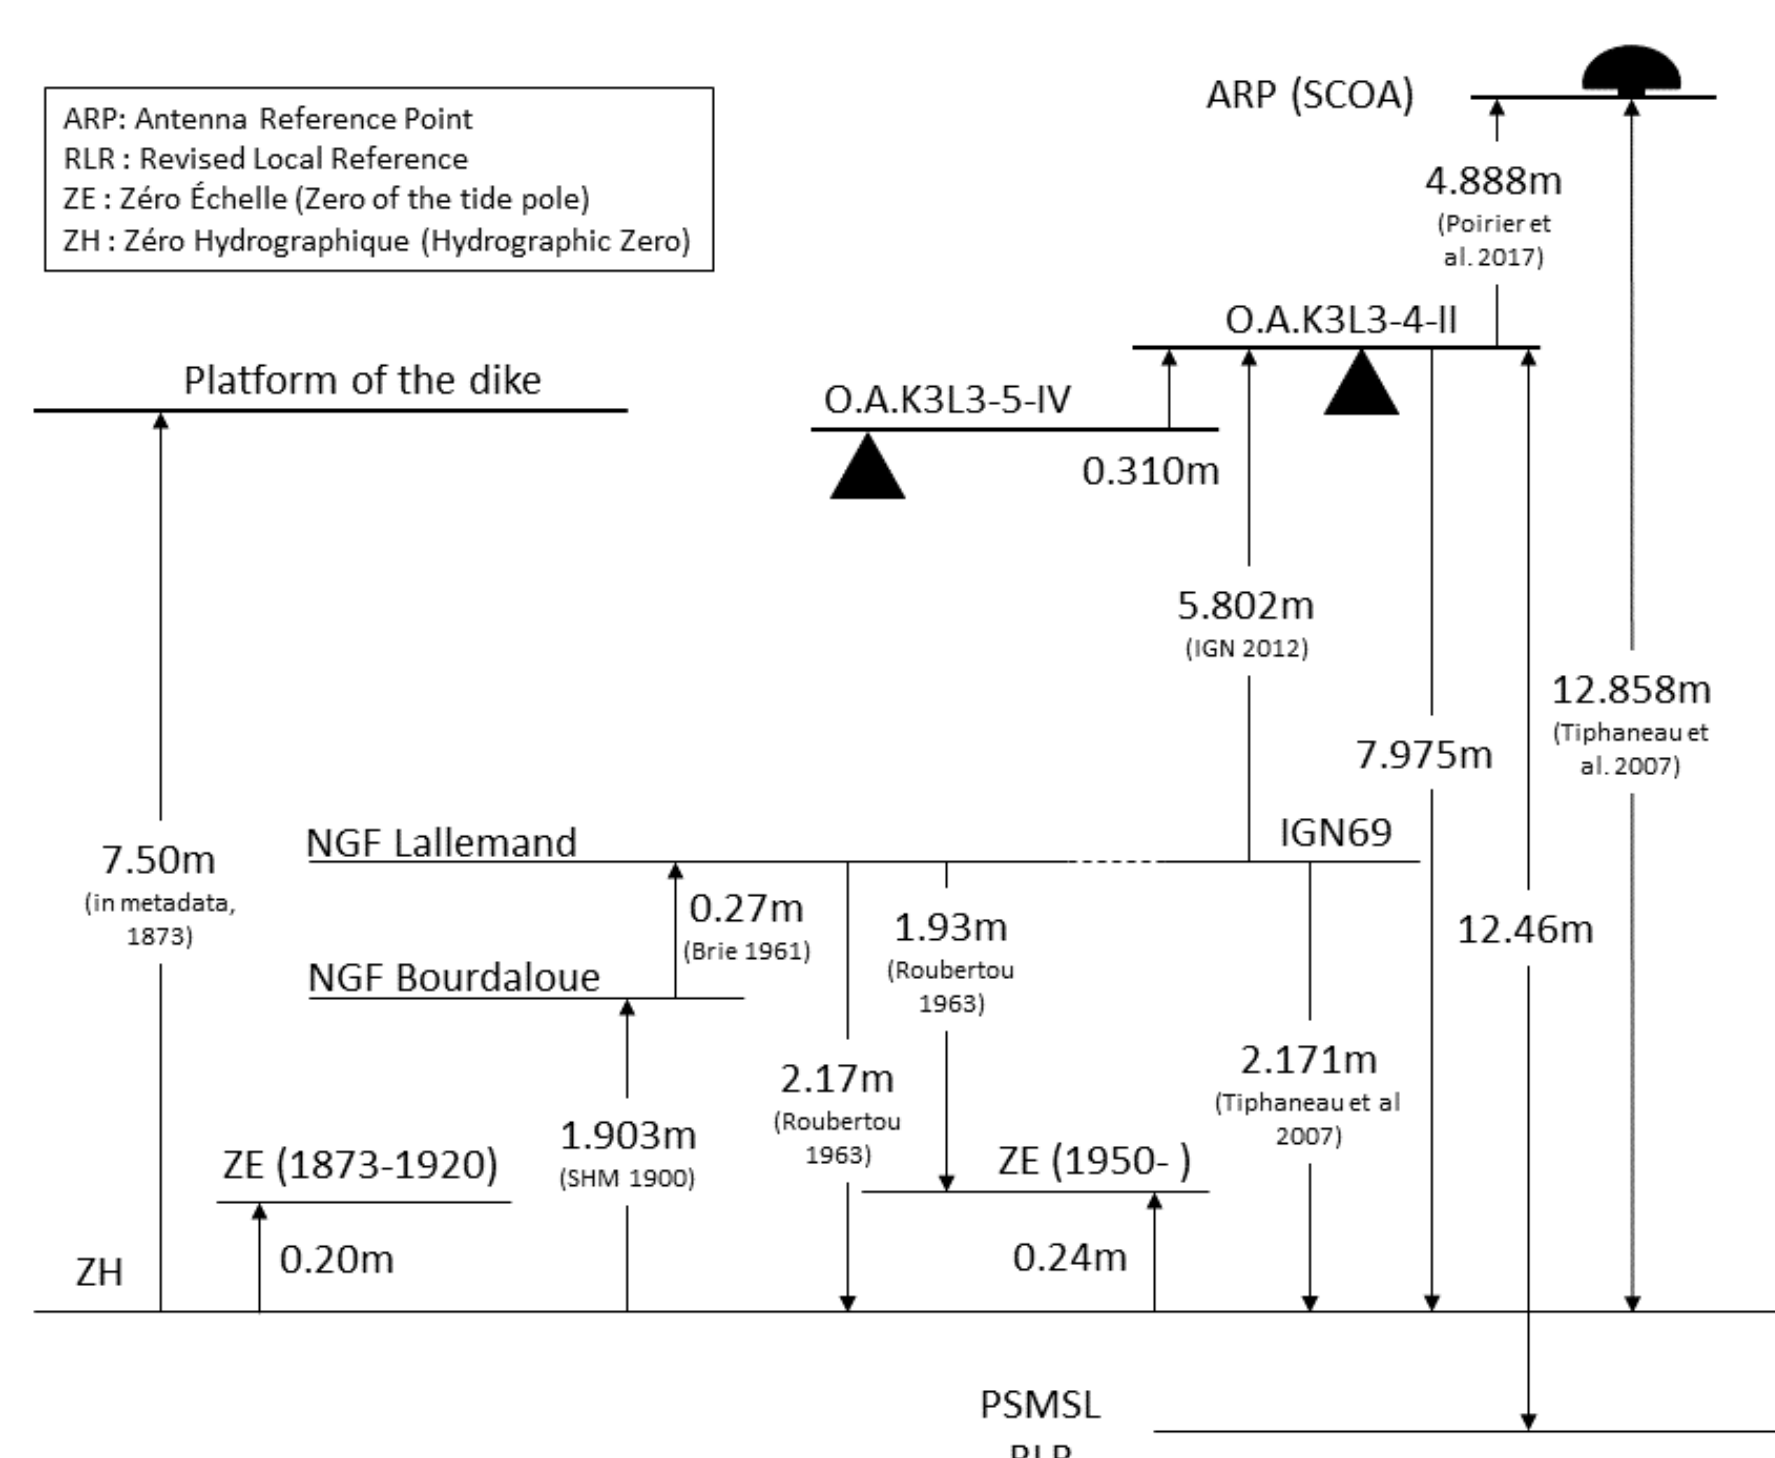 ARP (SCOA)
ARP: Antenna Reference Point
RLR : Revised Local Reference
ZE : Zéro Échelle (Zero of the tide pole)
ZH : Zéro Hydrographique (Hydrographic Zero)
4.888m
(Poirier et
al. 2017)
O.A.K3L3-4-II
Platform of the dike
O.A.K3L3-5-IV
0.310m
5.802m
(IGN 2012)
12.858m
(Tiphaneau et
al. 2007)
7.975m
NGF Lallemand
IGN69
7.50m
(in metadata,
1873)
0.27m
(Brie 1961)
1.93m
(Roubertou
1963)
12.46m
NGF Bourdaloue
2.17m
(Roubertou
1963)
2.171m
(Tiphaneau et al
2007)
1.903m
(SHM 1900)
ZE (1873-1920)
ZE (1950- )
0.20m
0.24m
ZH
PSMSL
RLR